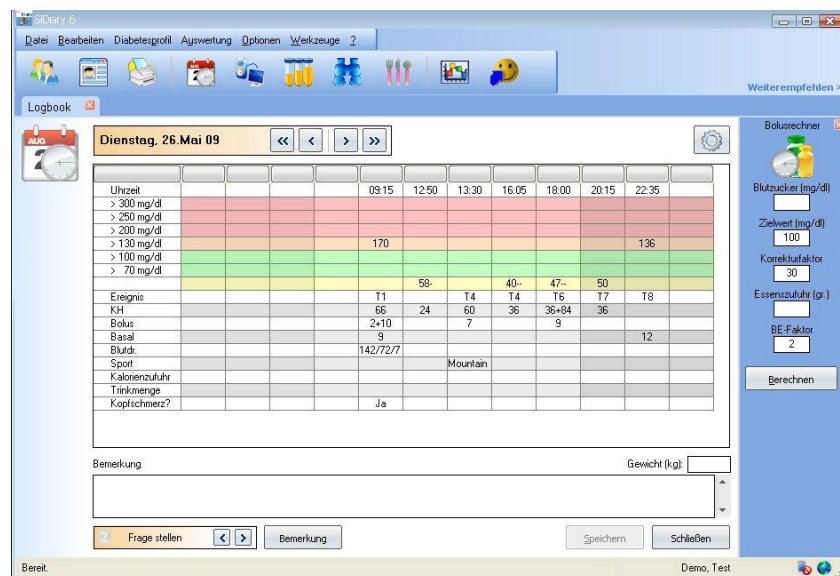 SiDiary 6
Datei Bearbeiten Diabetesprofil Auswertung Optionen Werkzeuge ?
AUG
Weiterempfehlen >
Logbook
AUG
Dienstag, 26.Mai 09
<< < > >>
Uhrzeit 09:15 12:50 13:30 16:05 18:00 20:15 22:35
> 300 mg/dl
> 250 mg/dl
> 200 mg/dl
> 130 mg/dl 170 136
> 100 mg/dl
> 70 mg/dl
58- 40-- 47-- 50
Ereignis T1 T4 T4 T6 T7 T8
KH 66 24 60 36 36+84 36
Bolus 2+10 7 9
Basal 9 12
Blutdr. 142/72/7
Sport Mountain
Kalorienzufuhr
Trinkmenge
Kopfschmerz? Ja
Bemerkung Gewicht (kg):
Frage stellen < > Bemerkung Speichern Schließen
Bolusrechner
Blutzucker (mg/dl)
Zielwert (mg/dl)
100
Korrekturfaktor
30
Essenszufuhr (gr.)
BE-Faktor
2
Berechnen
Bereit. Demo, Test